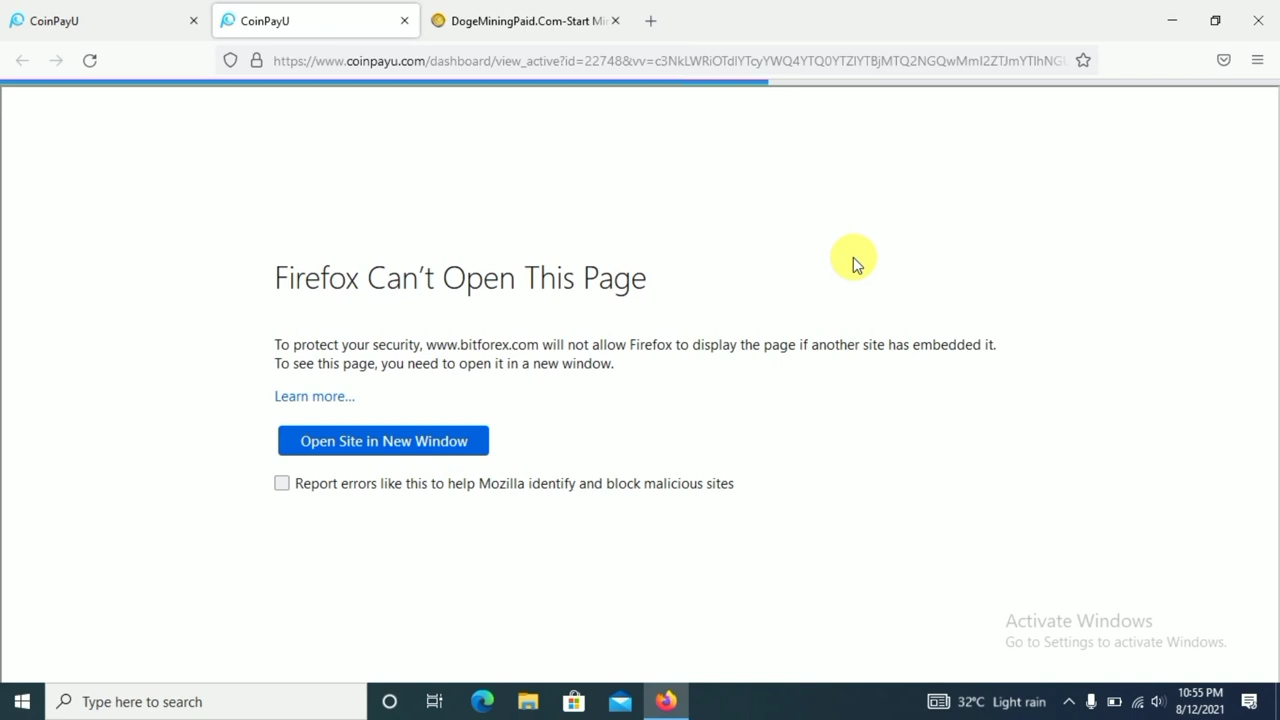 CoinPayU
CoinPayU
DogeMiningPaid.Com-Start Mi
https://www.coinpayu.com/dashboard/view_active?id=22748&vv=
Firefox Can't Open This Page
To protect your security, www.bitforex.com will not allow Firefox to display the page if another site has embedded it.
To see this page, you need to open it in a new window.
Learn more...
Open Site in New Window
Report errors like this to help Mozilla identify and block malicious sites
Activate Windows
Go to Settings to activate Windows.
Type here to search
32°C Light rain
10:55 PM
8/12/2021